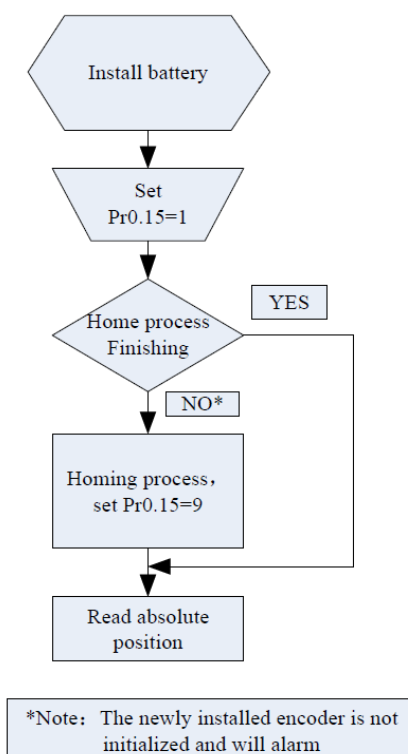 Install battery
Set
Pr0.15=1
Home process
Finishing
YES
NO*
Homing process，
set Pr0.15=9
Read absolute
position
*Note：The newly installed encoder is not
initialized and will alarm